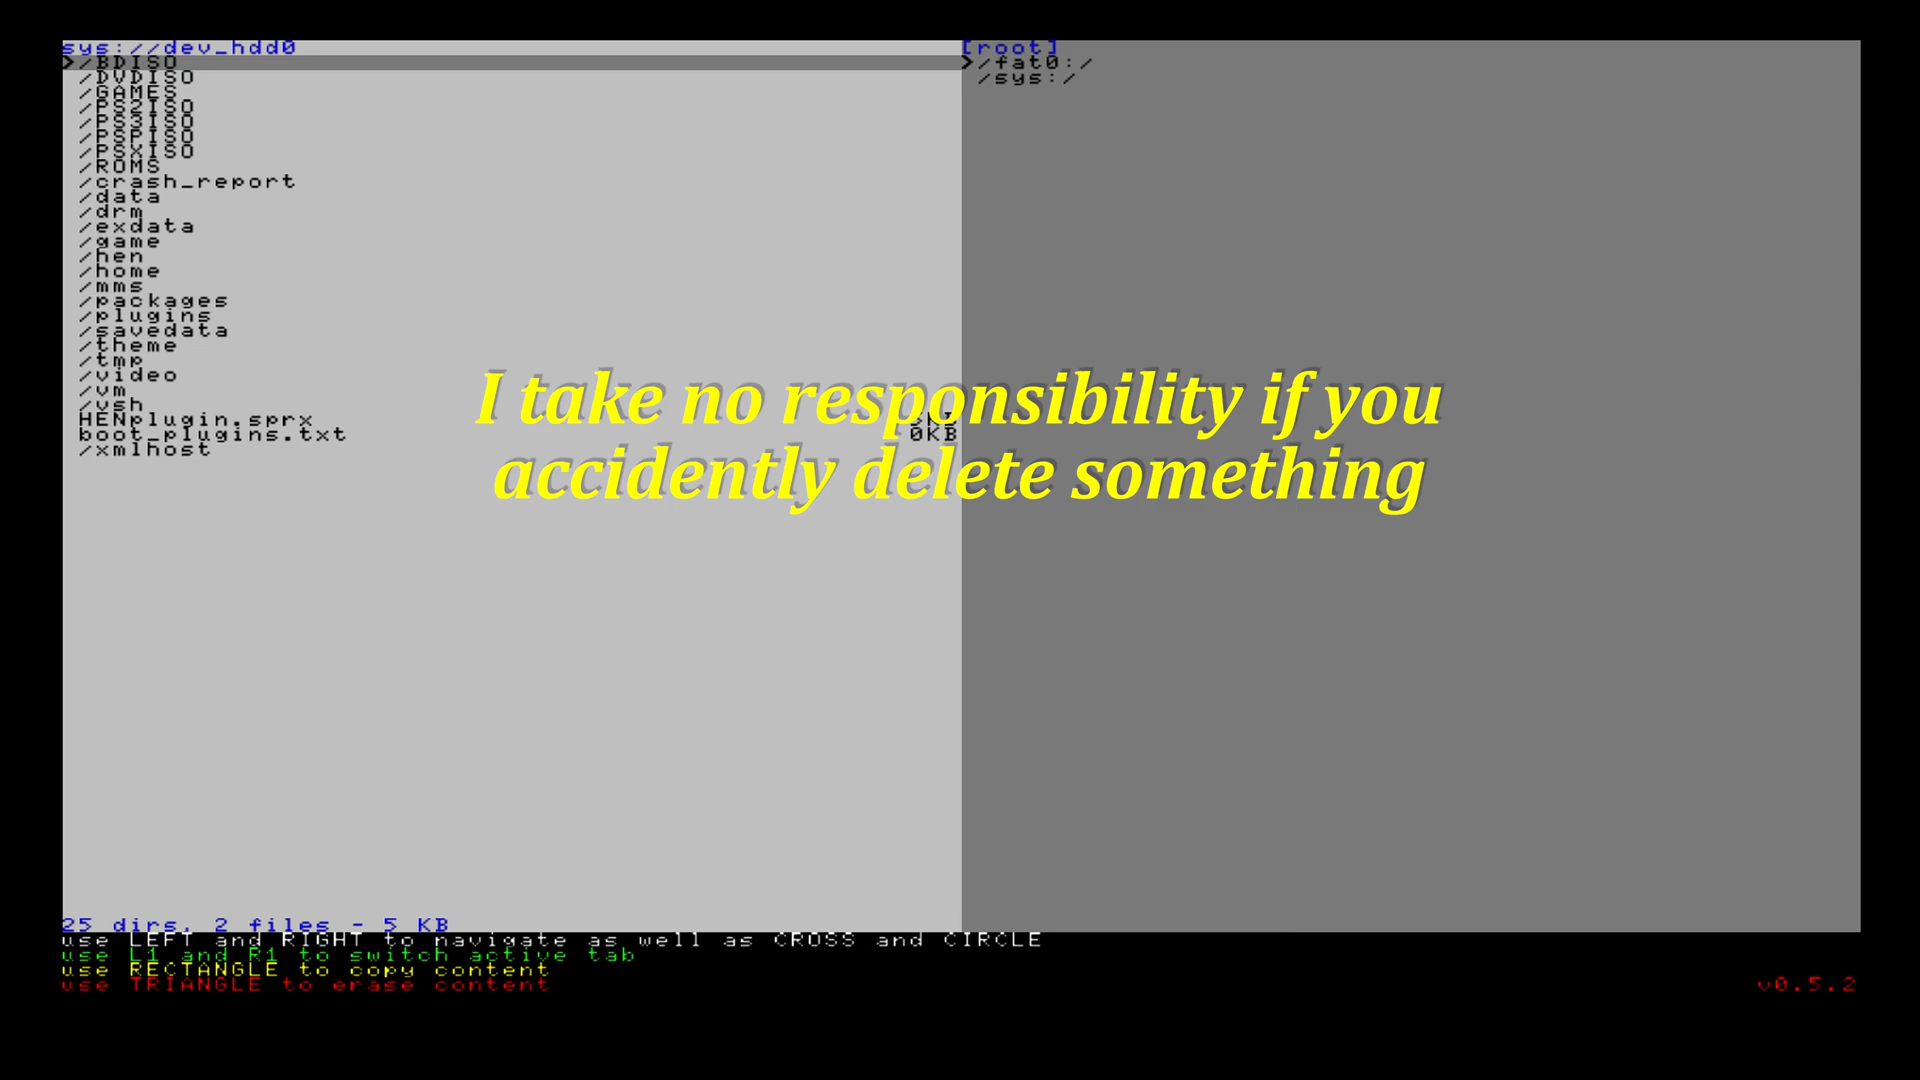 sys://dev_hdd0
>/BDISO
/DVDISO
/GAMES
/PS2ISO
/PS3ISO
/PSPISO
/PSXISO
/ROMS
/crash_report
/data
/drm
/exdata
/game
/hen
/home
/mms
/packages
/plugins
/savedata
/theme
/tmp
/video
/vm
/vsh
HENplugin.sprx 5KB
boot_plugins.txt 0KB
/xmlhost
[root]
>/fat0:/
/sys:/
I take no responsibility if you
accidently delete something
25 dirs, 2 files - 5 KB
use LEFT and RIGHT to navigate as well as CROSS and CIRCLE
use L1 and R1 to switch active tab
use RECTANGLE to copy content
use TRIANGLE to erase content
v0.5.2